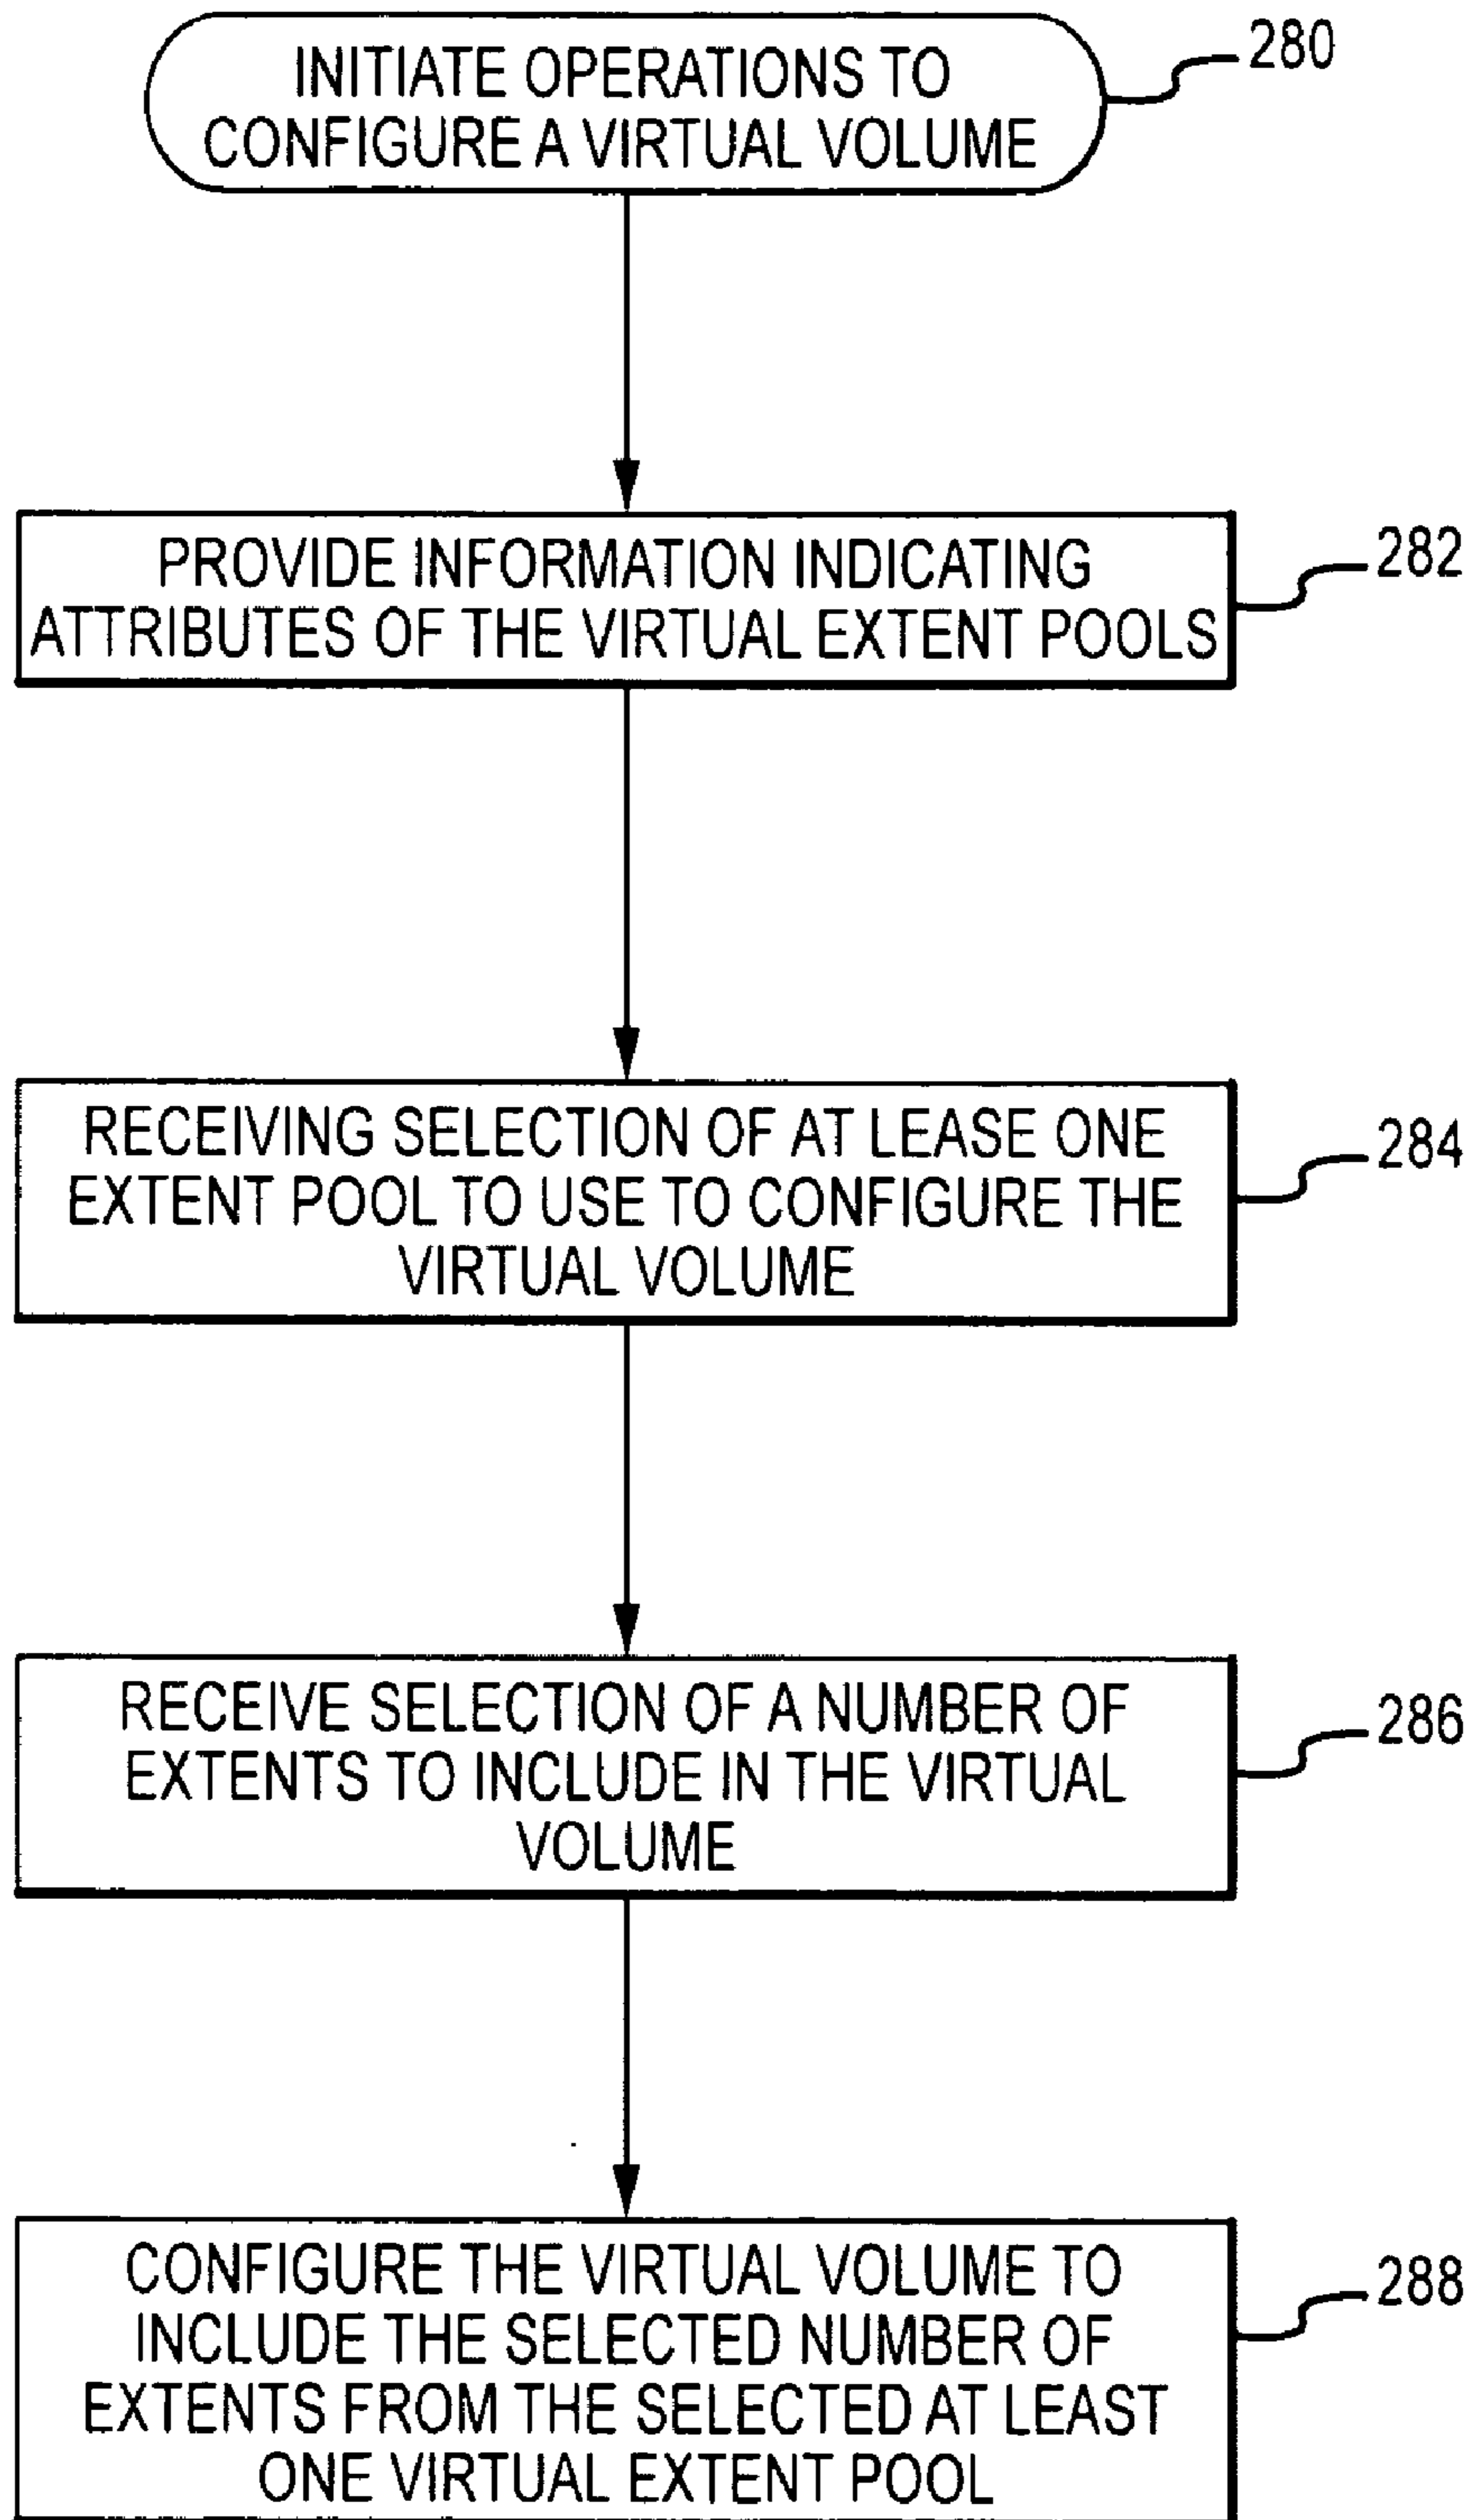 INITIATE OPERATIONS TO
CONFIGURE A VIRTUAL VOLUME
280
PROVIDE INFORMATION INDICATING
ATTRIBUTES OF THE VIRTUAL EXTENT POOLS
282
RECEIVING SELECTION OF AT LEASE ONE
EXTENT POOL TO USE TO CONFIGURE THE
VIRTUAL VOLUME
284
RECEIVE SELECTION OF A NUMBER OF
EXTENTS TO INCLUDE IN THE VIRTUAL
VOLUME
286
CONFIGURE THE VIRTUAL VOLUME TO
INCLUDE THE SELECTED NUMBER OF
EXTENTS FROM THE SELECTED AT LEAST
ONE VIRTUAL EXTENT POOL
288